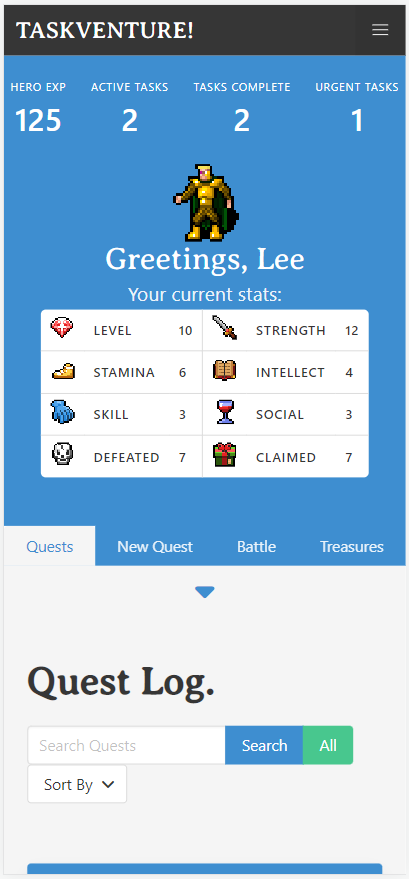 TASKVENTURE!
HERO EXP ACTIVE TASKS TASKS COMPLETE URGENT TASKS
125 2 2 1
Greetings, Lee
Your current stats:
LEVEL 10 STRENGTH 12
STAMINA 6 INTELLECT 4
SKILL 3 SOCIAL 3
DEFEATED 7 CLAIMED 7
Quests New Quest Battle Treasures
Quest Log.
Search Quests Search All
Sort By